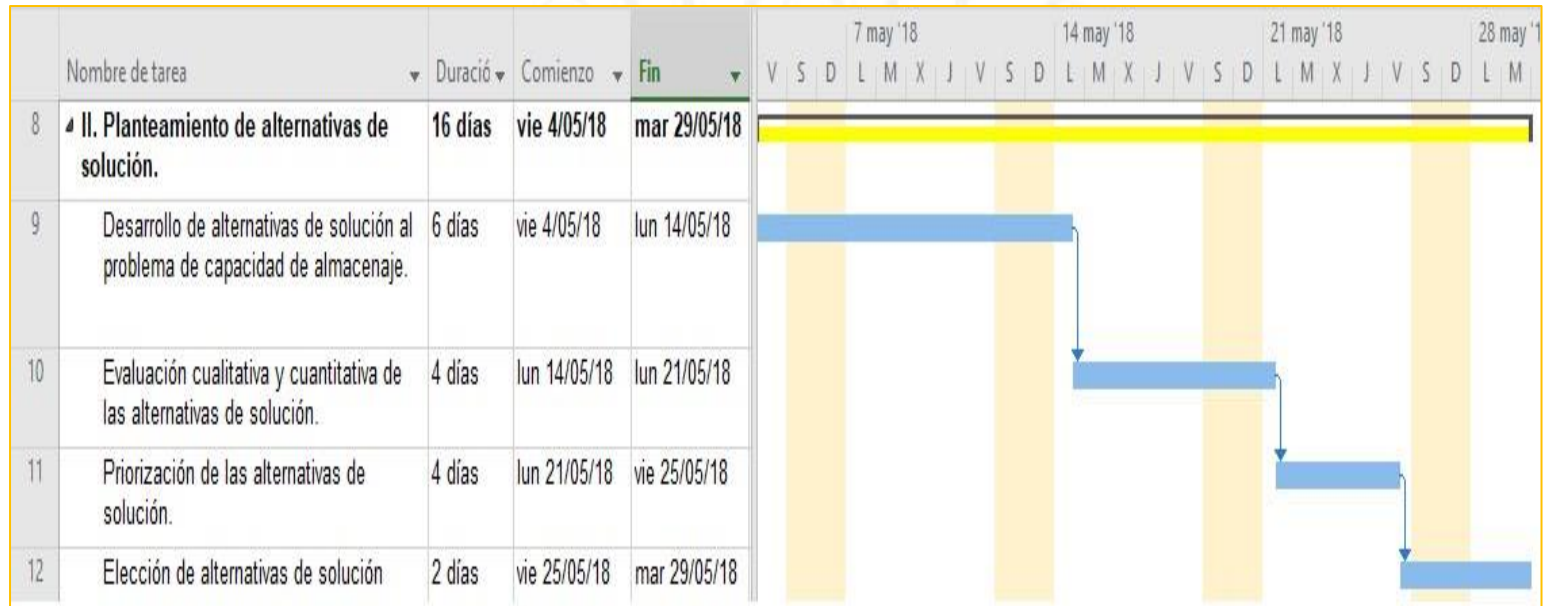 7 may '18 14 may '18 21 may '18 28 may '1
Nombre de tarea Duració Comienzo Fin V S D L M X J V S D L M X J V S D L M X J V S D L M
8 II. Planteamiento de alternativas de 16 días vie 4/05/18 mar 29/05/18
solución.
9 Desarrollo de alternativas de solución al 6 días vie 4/05/18 lun 14/05/18
problema de capacidad de almacenaje.
10 Evaluación cualitativa y cuantitativa de 4 días lun 14/05/18 lun 21/05/18
las alternativas de solución.
11 Priorización de las alternativas de 4 días lun 21/05/18 vie 25/05/18
solución.
12 Elección de alternativas de solución 2 días vie 25/05/18 mar 29/05/18